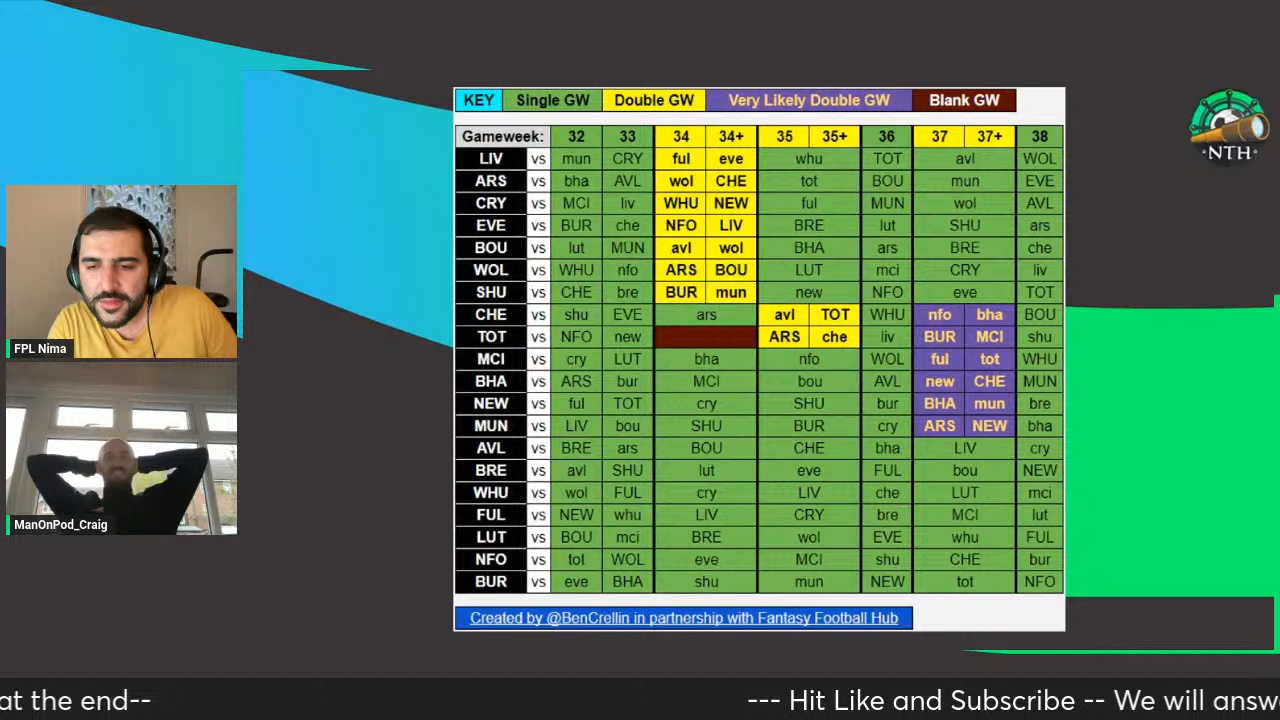 KEY Single GW Double GW Very Likely Double GW Blank GW
Gameweek: 32 33 34 34+ 35 35+ 36 37 37+ 38
LIV vs mun CRY ful eve whu TOT avl WOL
ARS vs bha AVL wol CHE tot BOU mun EVE
CRY vs MCI liv WHU NEW ful MUN wol AVL
EVE vs BUR che NFO LIV BRE lut SHU ars
BOU vs lut MUN avl wol BHA ars BRE che
WOL vs WHU nfo ARS BOU LUT mci CRY liv
SHU vs CHE bre BUR mun new NFO eve TOT
CHE vs shu EVE ars avl TOT WHU nfo bha BOU
TOT vs NFO new ARS che liv BUR MCI shu
MCI vs cry LUT bha nfo WOL ful tot WHU
BHA vs ARS bur MCI bou AVL new CHE MUN
NEW vs ful TOT cry SHU bur BHA mun bre
MUN vs LIV bou SHU BUR cry ARS NEW bha
AVL vs BRE ars BOU CHE bha LIV cry
BRE vs avl SHU lut eve FUL bou NEW
WHU vs wol FUL cry LIV che LUT mci
FUL vs NEW whu LIV CRY bre MCI lut
LUT vs BOU mci BRE wol EVE whu FUL
NFO vs tot WOL eve MCI shu CHE bur
BUR vs eve BHA shu mun NEW tot NFO
Created by @BenCrellin in partnership with Fantasy Football Hub
NTH
FPL Nima
ManOnPod_Craig
at the end-- --- Hit Like and Subscribe -- We will answ